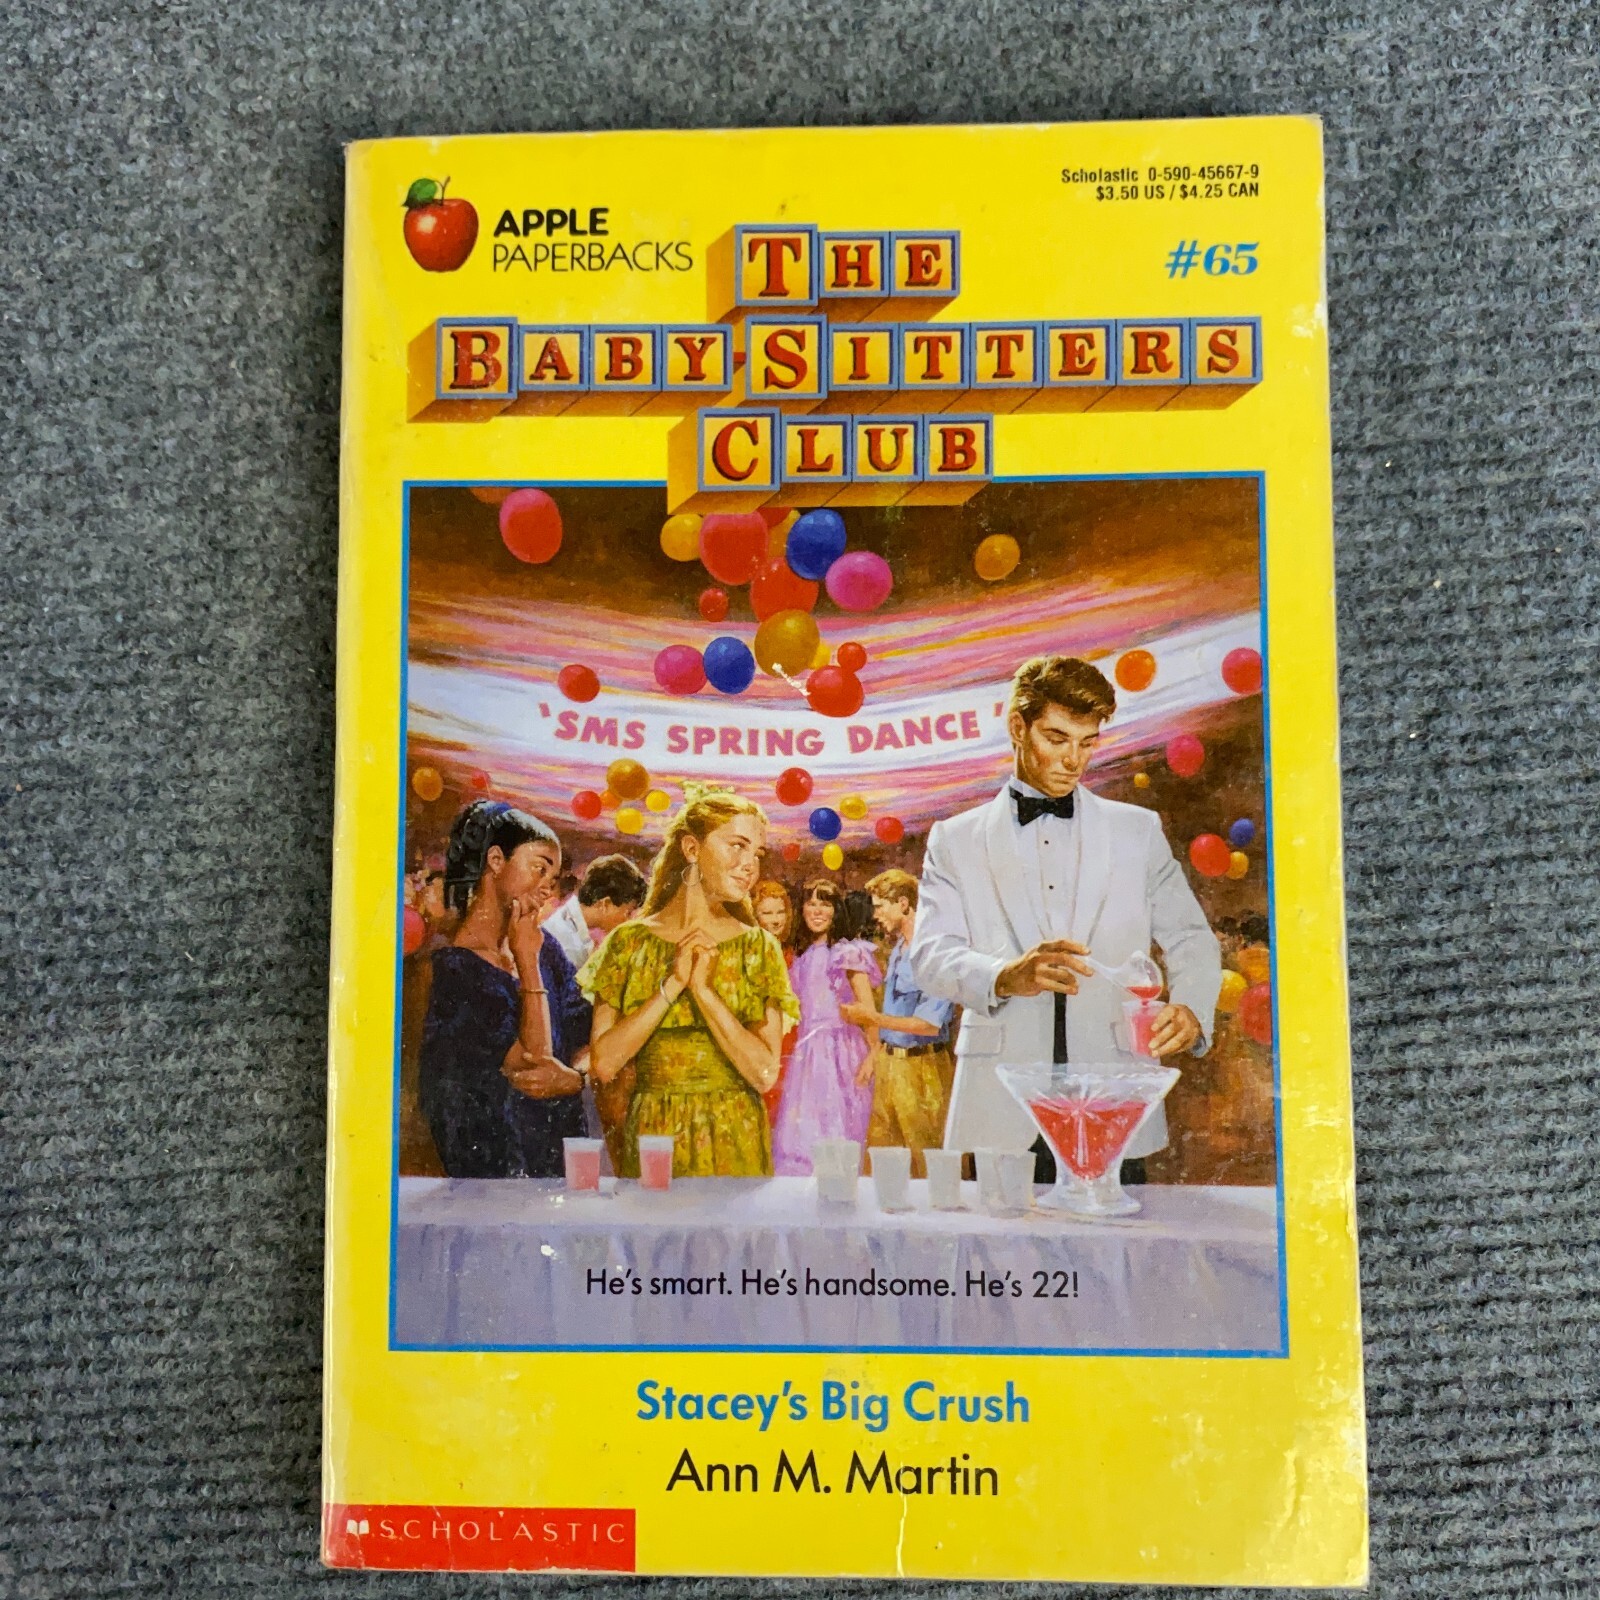 Scholastic 0-590-45667-9
$3.50 US / $4.25 CAN
APPLE
PAPERBACKS
#65
THE
BABY-SITTERS
CLUB
'SMS SPRING DANCE'
He's smart. He's handsome. He's 22!
Stacey's Big Crush
Ann M. Martin
SCHOLASTIC